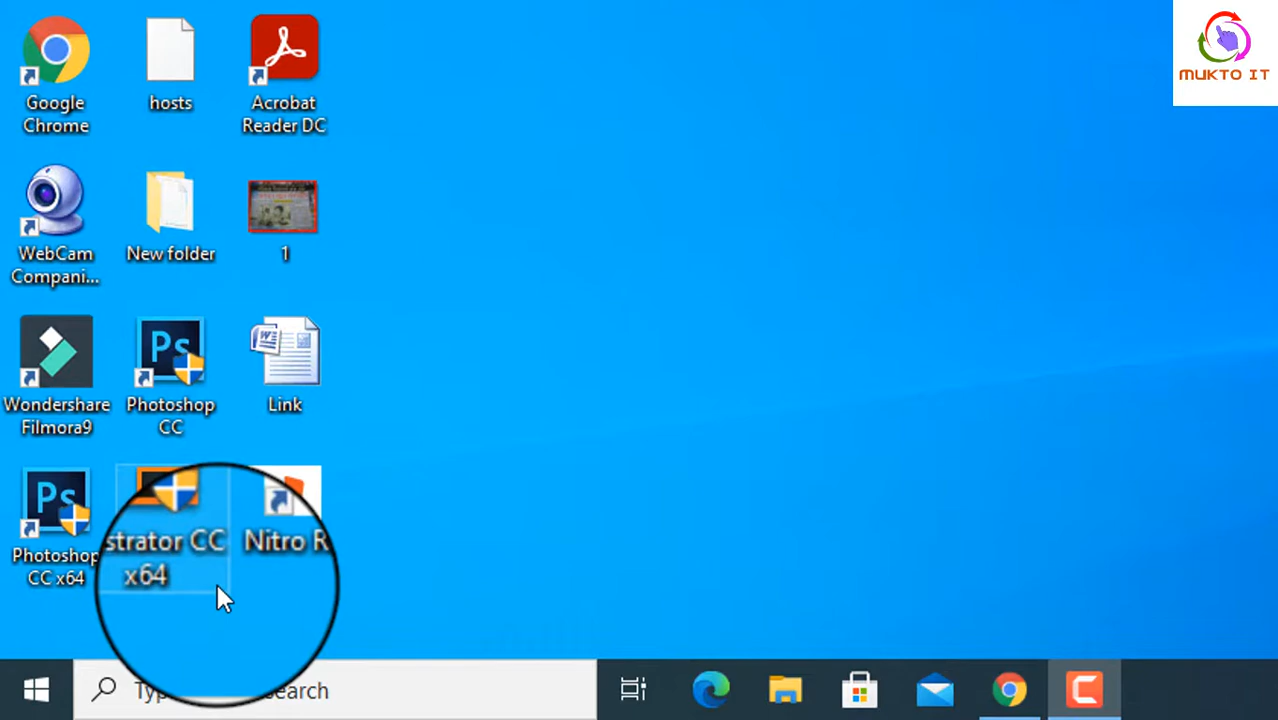 MUKTO IT
Google
Chrome
hosts
Acrobat
Reader DC
WebCam
Compani...
New folder
1
Wondershare
Filmora9
Photoshop
CC
Link
Photoshop
CC x64
strator CC
x64
Nitro R
earch